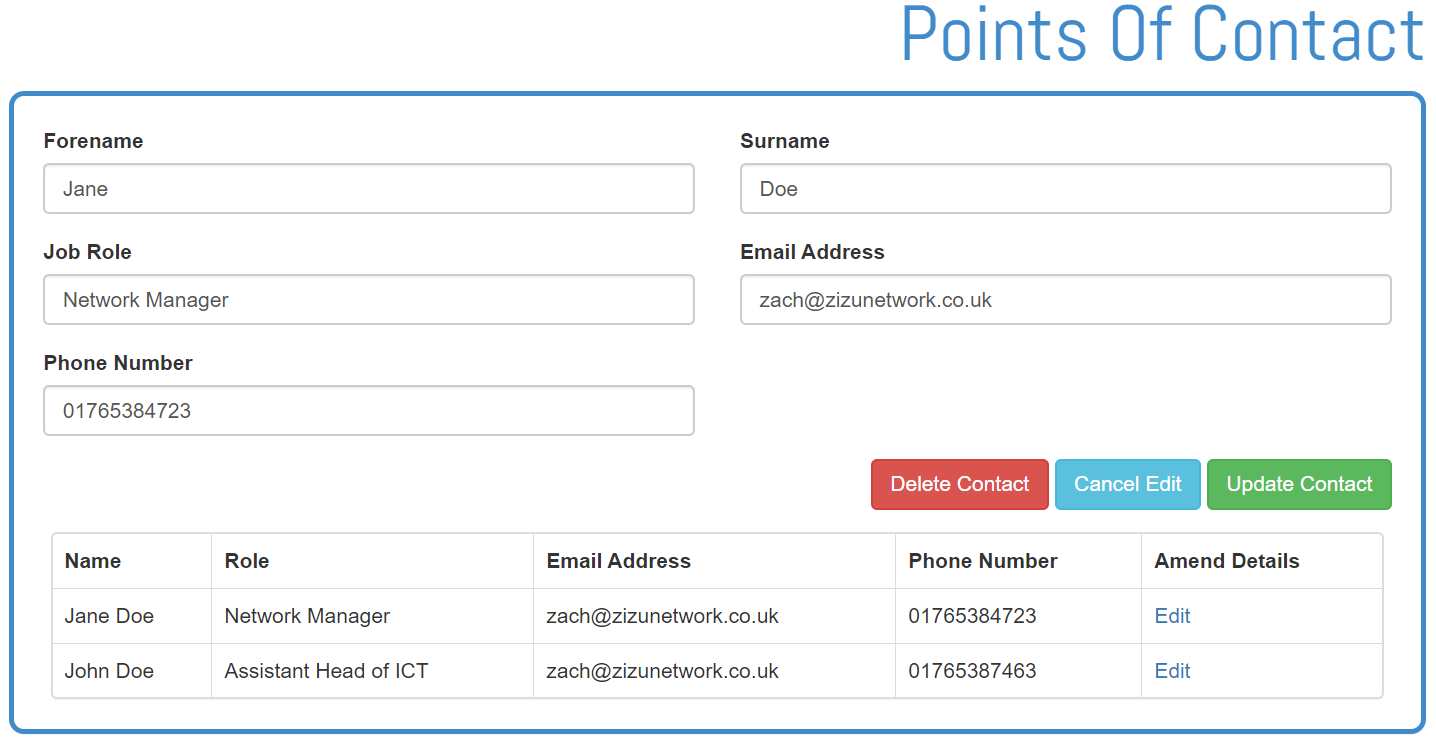 Points Of Contact
Forename Surname
Jane Doe
Job Role Email Address
Network Manager zach@zizunetwork.co.uk
Phone Number
01765384723
Delete Contact Cancel Edit Update Contact
Name Role Email Address Phone Number Amend Details
Jane Doe Network Manager zach@zizunetwork.co.uk 01765384723 Edit
John Doe Assistant Head of ICT zach@zizunetwork.co.uk 01765387463 Edit